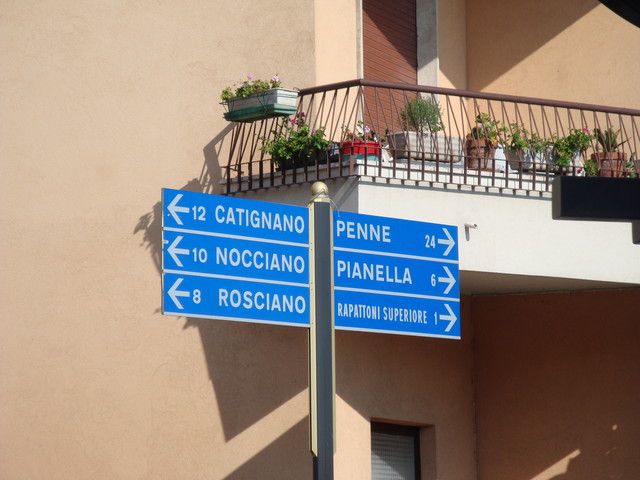 12 CATIGNANO
10 NOCCIANO
8 ROSCIANO
PENNE 24
PIANELLA 6
RAPATTONI SUPERIORE 1